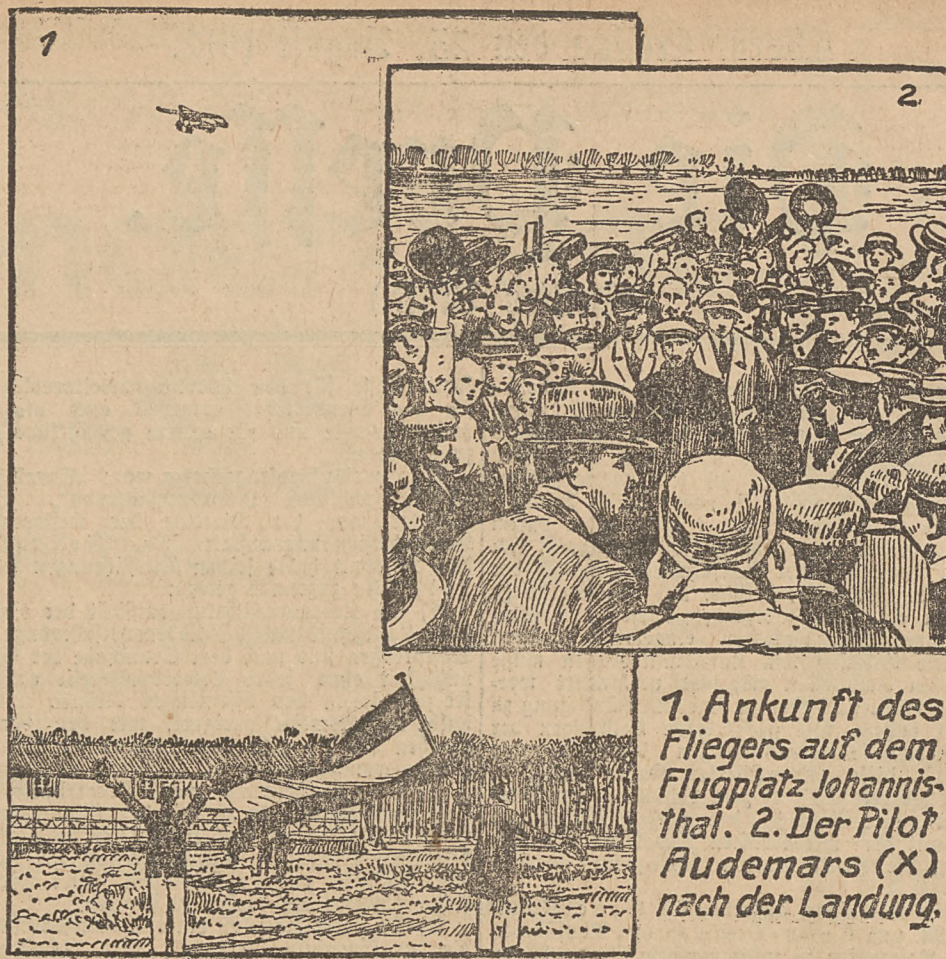 1
2.
1. Ankunft des
Fliegers auf dem
Flugplatz Johannis-
thal. 2. Der Pilot
Audemars (X)
nach der Landung.